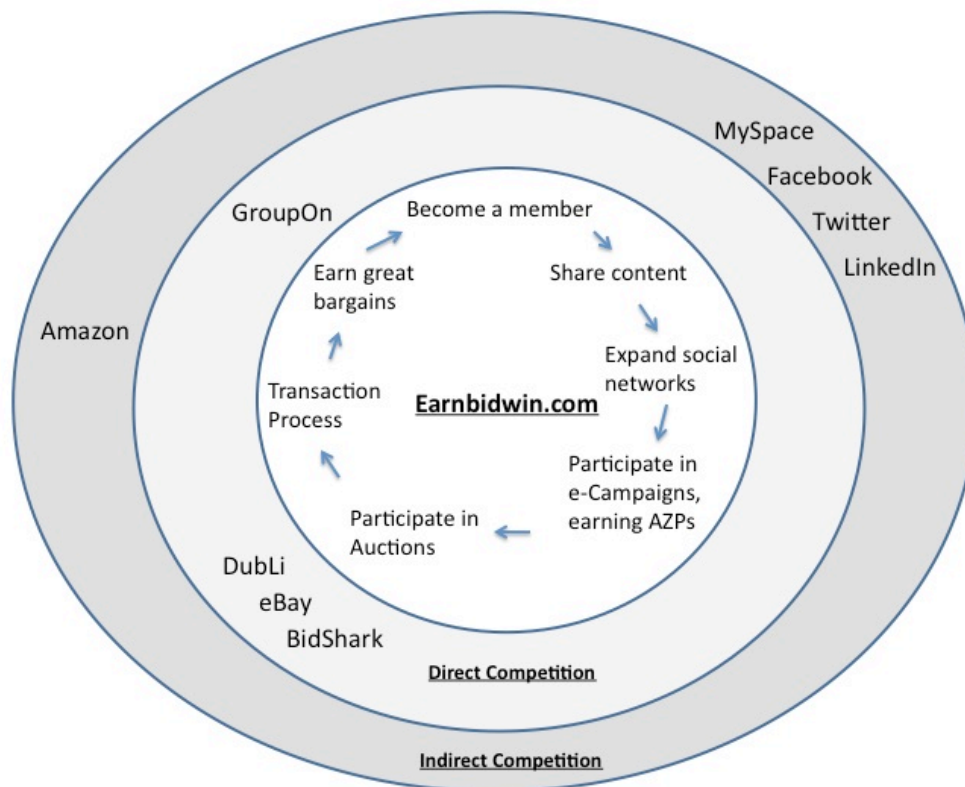 MySpace
Facebook
Twitter
LinkedIn
GroupOn
Become a member
Share content
Earn great
bargains
Amazon
Expand social
networks
Transaction
Process
Earnbidwin.com
Participate in
e-Campaigns,
earning AZPs
Participate in
Auctions
DubLi
eBay
BidShark
Direct Competition
Indirect Competition